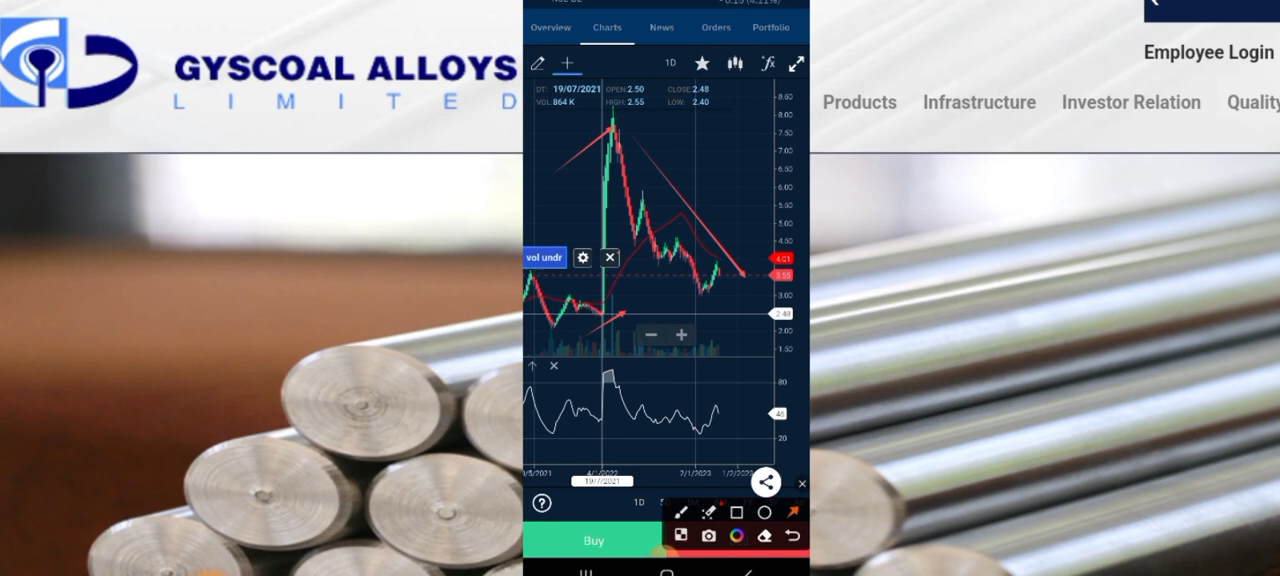 GYSCOAL ALLOYS
L I M I T E D
Employee Login
Products Infrastructure Investor Relation Quality
Overview Charts News Orders Portfolio
1D
DT: 19/07/2021 OPEN:2.50 CLOSE:2.48
VOL:864 K HIGH: 2.55 LOW: 2.40
8.50
8.00
7.50
7.00
6.50
6.00
5.50
5.00
4.50
vol undr
4.01
3.55
3.00
2.48
2.00
1.50
80
46
20
/5/2021 4/1/2022 7/1/2023
19/7/2021
1D
Buy